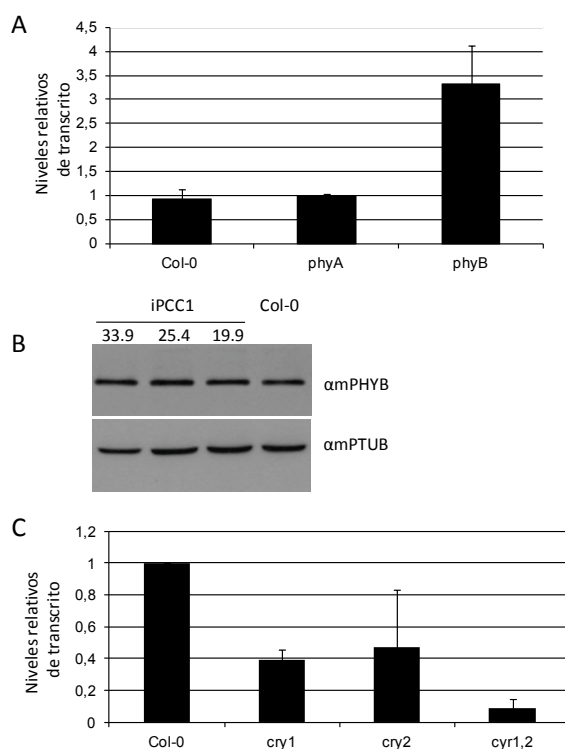 A
Niveles relativos
de transcrito
4,5
4
3,5
3
2,5
2
1,5
1
0,5
0
Col-0 phyA phyB
iPCC1 Col-0
33.9 25.4 19.9
B
αmPHYB
αmPTUB
C
Niveles relativos
de transcrito
1,2
1
0,8
0,6
0,4
0,2
0
Col-0 cry1 cry2 cyr1,2